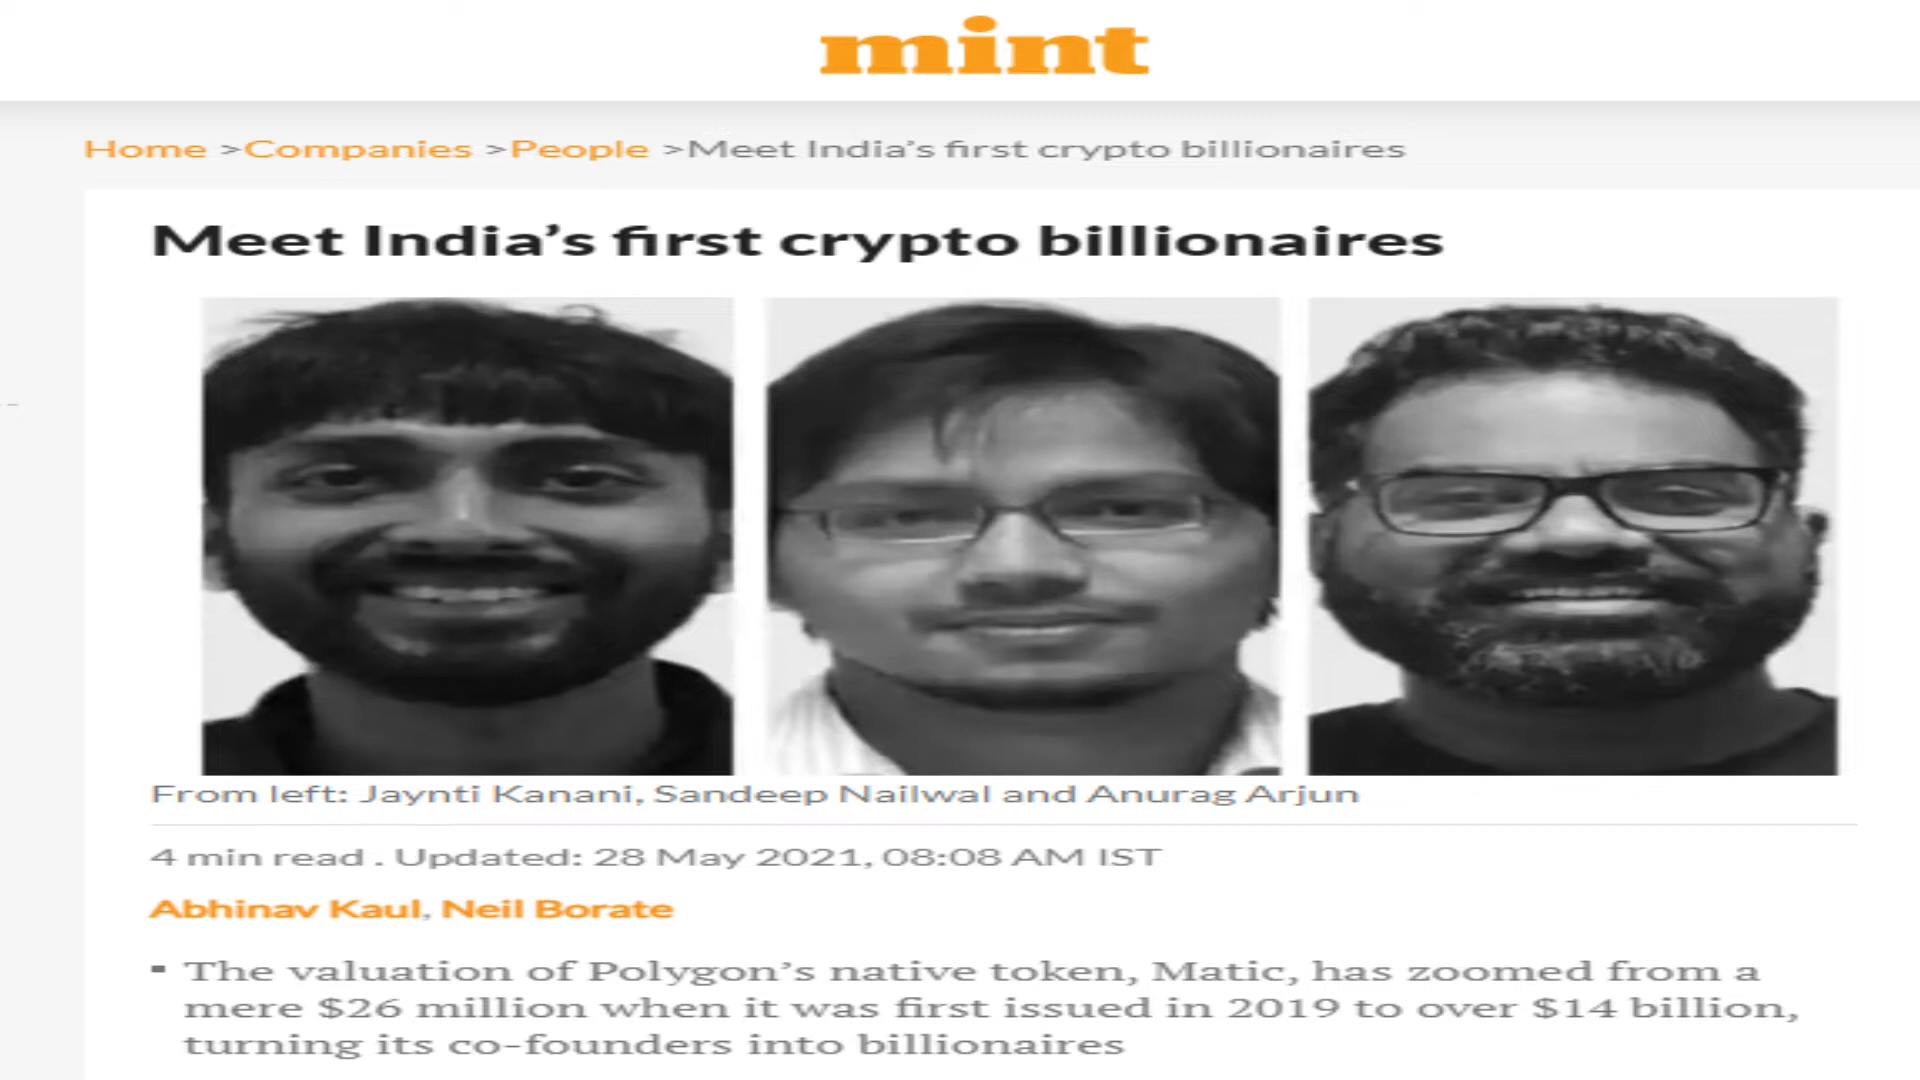 mint
Home >Companies >People >Meet India's first crypto billionaires
Meet India's first crypto billionaires
From left: Jaynti Kanani, Sandeep Nailwal and Anurag Arjun
4 min read . Updated: 28 May 2021, 08:08 AM IST
Abhinav Kaul, Neil Borate
▪ The valuation of Polygon's native token, Matic, has zoomed from a
mere $26 million when it was first issued in 2019 to over $14 billion,
turning its co-founders into billionaires